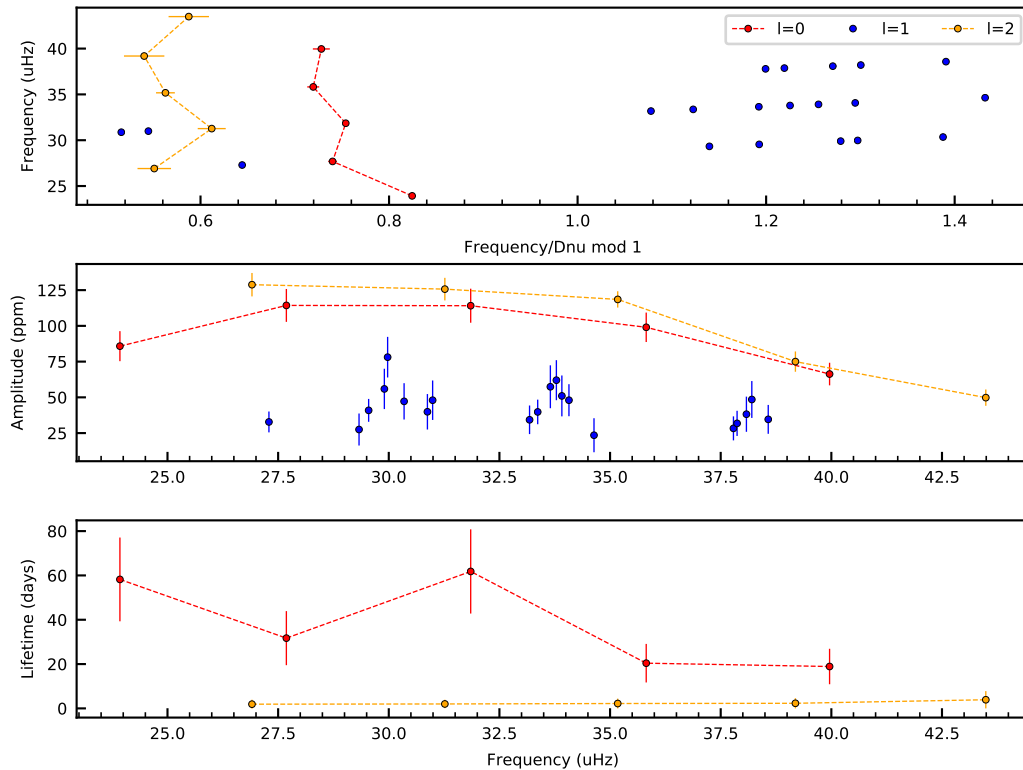 l=0 l=1 l=2
40
35
30
25
Frequency (uHz)
0.6 0.8 1.0 1.2 1.4
Frequency/Dnu mod 1
125
100
75
50
25
Amplitude (ppm)
25.0 27.5 30.0 32.5 35.0 37.5 40.0 42.5
80
60
40
20
0
Lifetime (days)
25.0 27.5 30.0 32.5 35.0 37.5 40.0 42.5
Frequency (uHz)